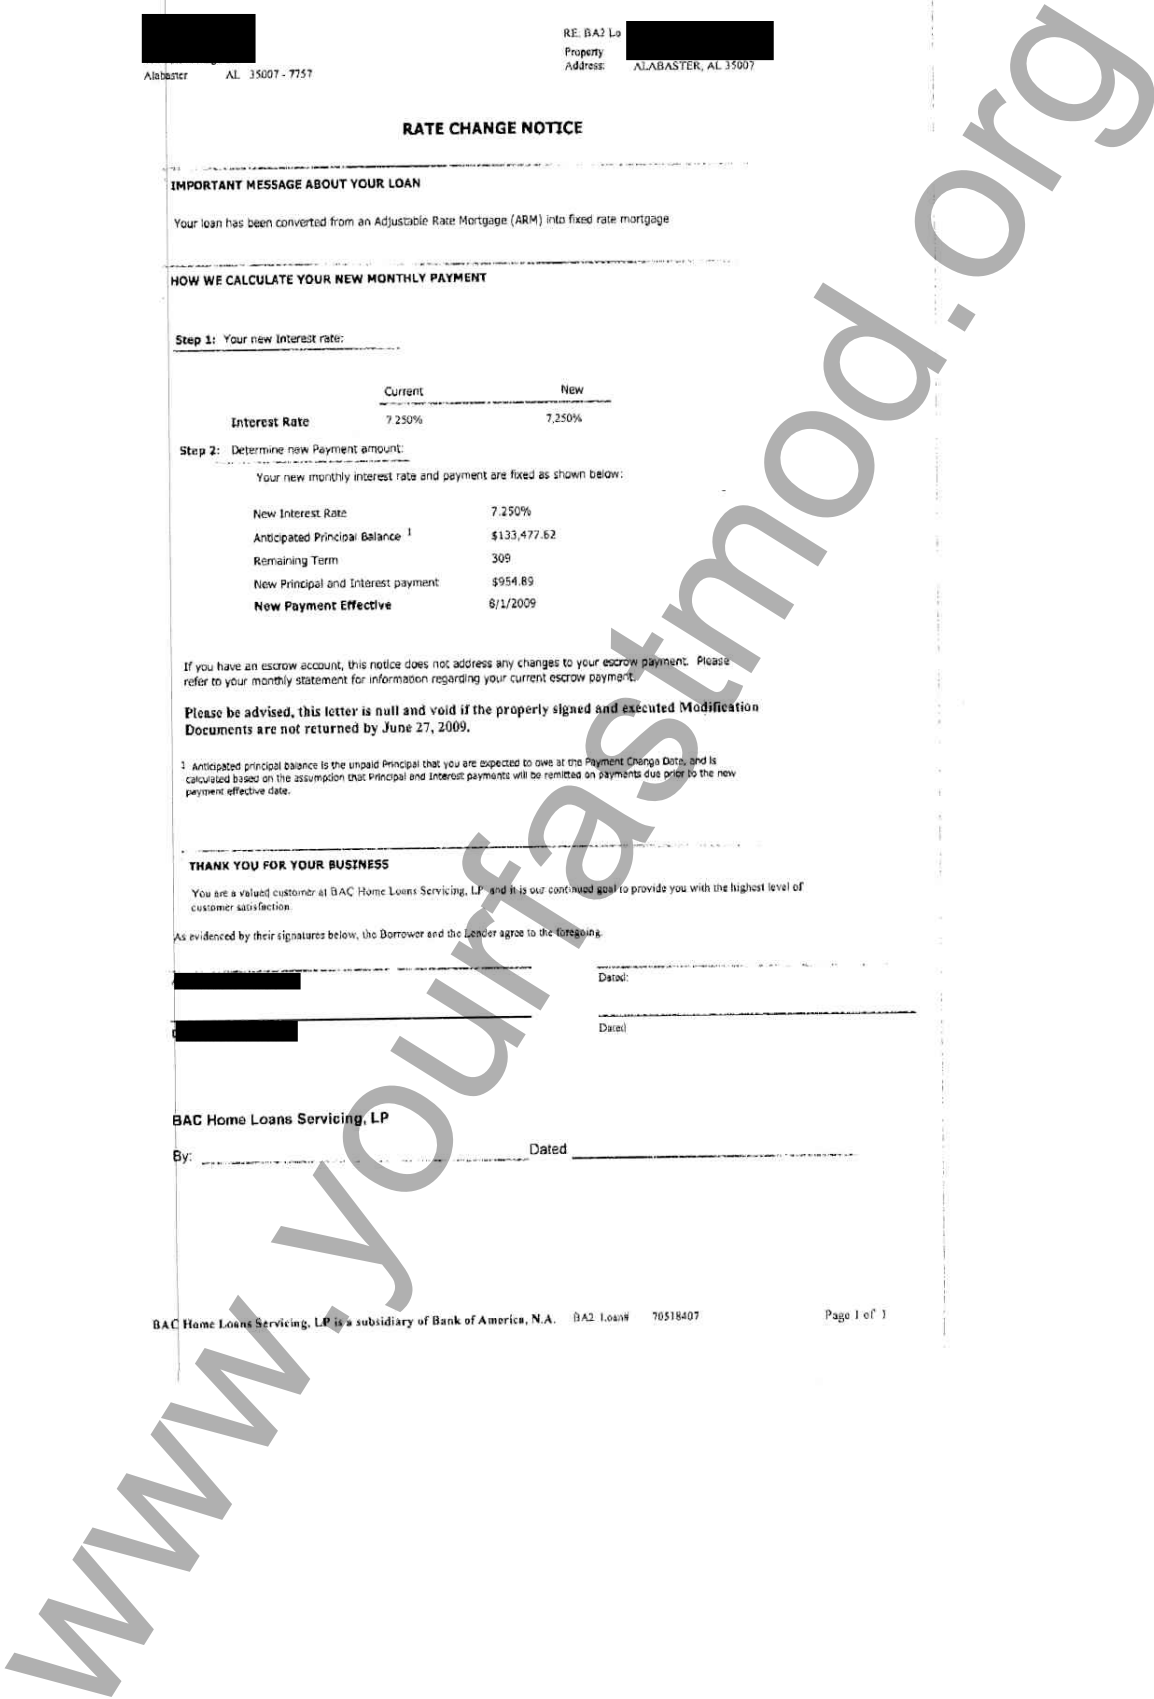 RE: BA2 Lo
Property
Address: ALABASTER, AL 35007
Alabaster AL 35007 - 7757
RATE CHANGE NOTICE
IMPORTANT MESSAGE ABOUT YOUR LOAN
Your loan has been converted from an Adjustable Rate Mortgage (ARM) into fixed rate mortgage
HOW WE CALCULATE YOUR NEW MONTHLY PAYMENT
Step 1: Your new interest rate:
Current New
Interest Rate 7.250% 7.250%
Step 2: Determine new Payment amount:
Your new monthly interest rate and payment are fixed as shown below:
New Interest Rate 7.250%
Anticipated Principal Balance 1 $133,477.62
Remaining Term 309
New Principal and Interest payment $954.89
New Payment Effective 8/1/2009
If you have an escrow account, this notice does not address any changes to your escrow payment. Please
refer to your monthly statement for information regarding your current escrow payment.
Please be advised, this letter is null and void if the properly signed and executed Modification
Documents are not returned by June 27, 2009.
1 Anticipated principal balance is the unpaid Principal that you are expected to owe at the Payment Change Date, and is
calculated based on the assumption that Principal and Interest payments will be remitted on payments due prior to the new
payment effective date.
THANK YOU FOR YOUR BUSINESS
You are a valued customer at BAC Home Loans Servicing, LP and it is our continued goal to provide you with the highest level of
customer satisfaction.
As evidenced by their signatures below, the Borrower and the Lender agree to the foregoing.
Dated:
Dated
BAC Home Loans Servicing, LP
By: Dated
BAC Home Loans Servicing, LP is a subsidiary of Bank of America, N.A. BA2 Loan# 70518407 Page 1 of 1
www.yourfastmod.org